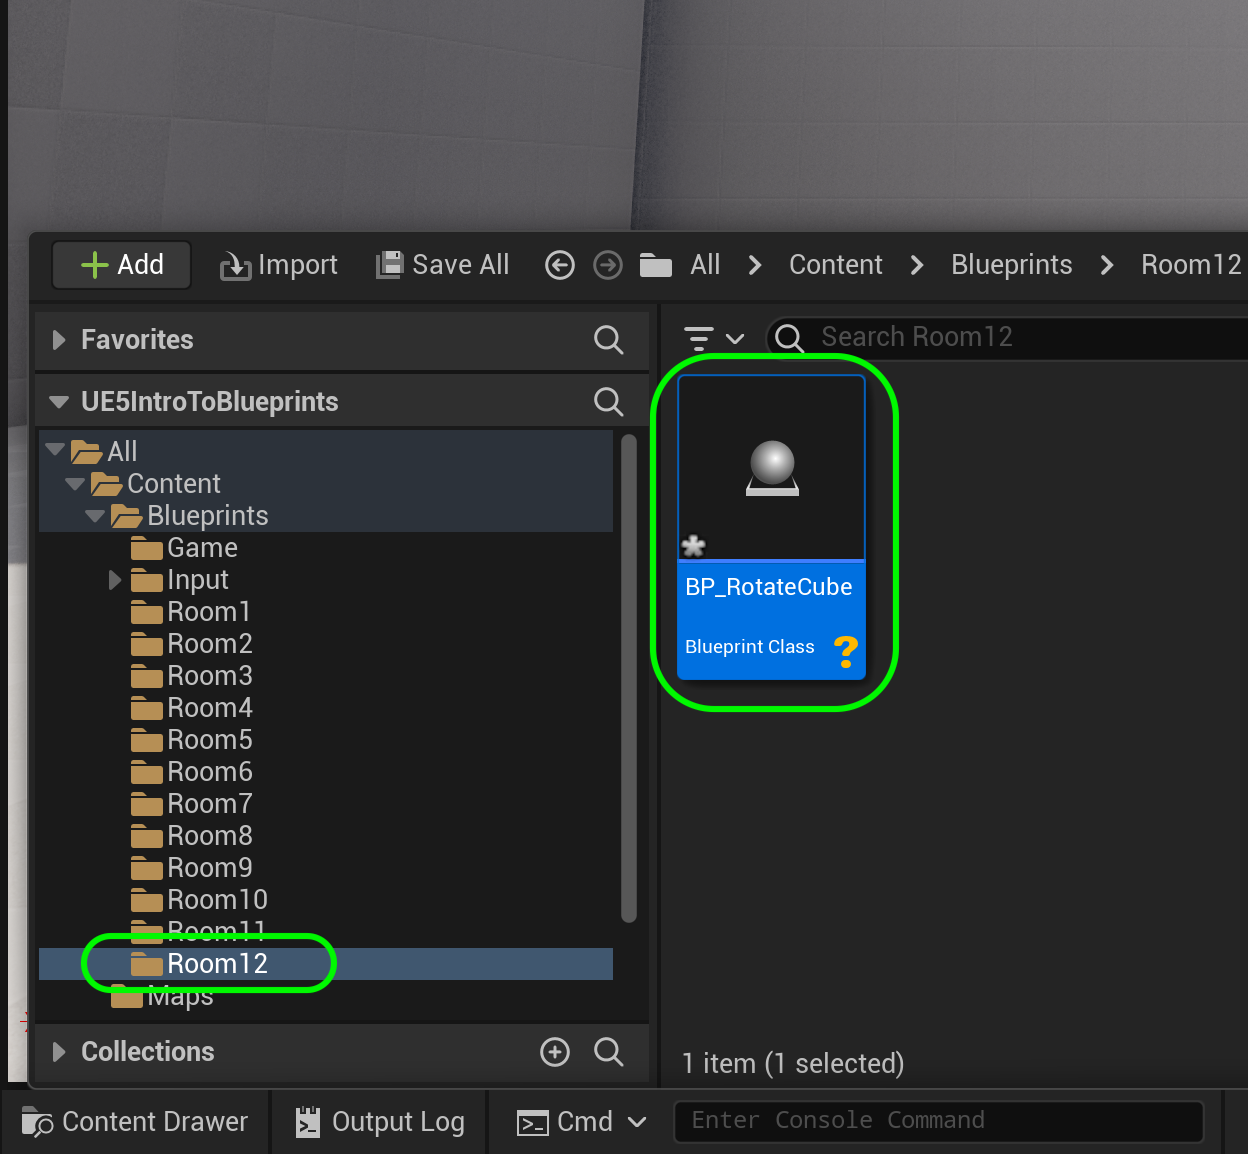 Add
Import
Save All
All
Content
Blueprints
Room12
Favorites
Search Room12
UE5IntroToBlueprints
All
Content
Blueprints
Game
Input
Room1
Room2
Room3
Room4
Room5
Room6
Room7
Room8
Room9
Room10
Room11
Room12
Maps
BP_RotateCube
Blueprint Class
?
Collections
1 item (1 selected)
Content Drawer
Output Log
Cmd
Enter Console Command